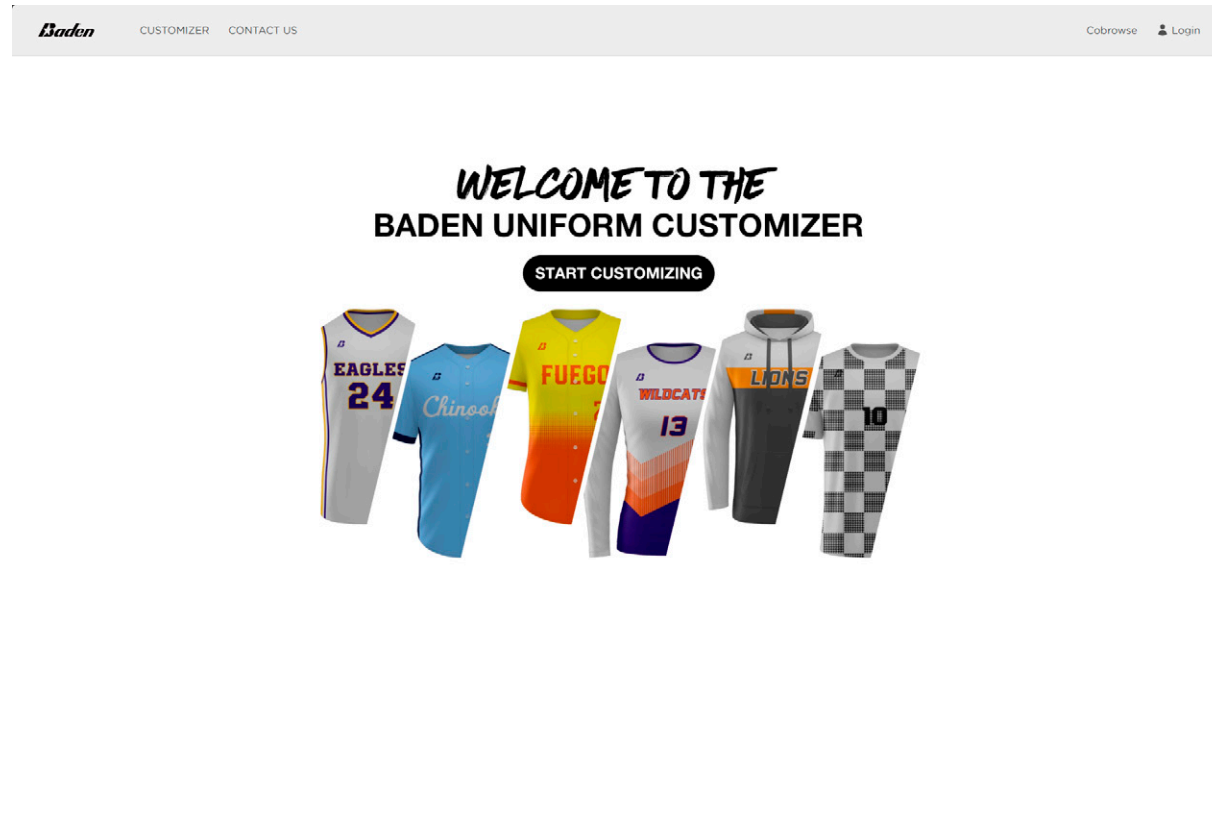 Baden
CUSTOMIZER
CONTACT US
Cobrowse
Login
WELCOME TO THE
BADEN UNIFORM CUSTOMIZER
START CUSTOMIZING
EAGLES
24
FUEGO
WILDCATS
13
LIONS
10